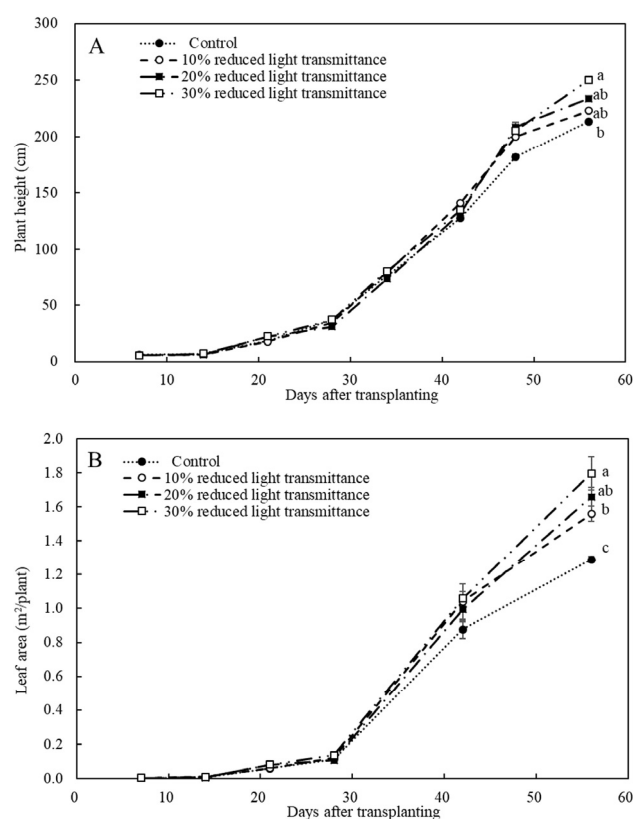 300
A
Control
10% reduced light transmittance
20% reduced light transmittance
30% reduced light transmittance
250
200
150
100
50
0
a
ab
ab
b
Plant height (cm)
0 10 20 30 40 50 60
Days after transplanting
2.0
B
Control
10% reduced light transmittance
20% reduced light transmittance
30% reduced light transmittance
1.8
1.6
1.4
1.2
1.0
0.8
0.6
0.4
0.2
0.0
a
ab
b
c
Leaf area (m²/plant)
0 10 20 30 40 50 60
Days after transplanting